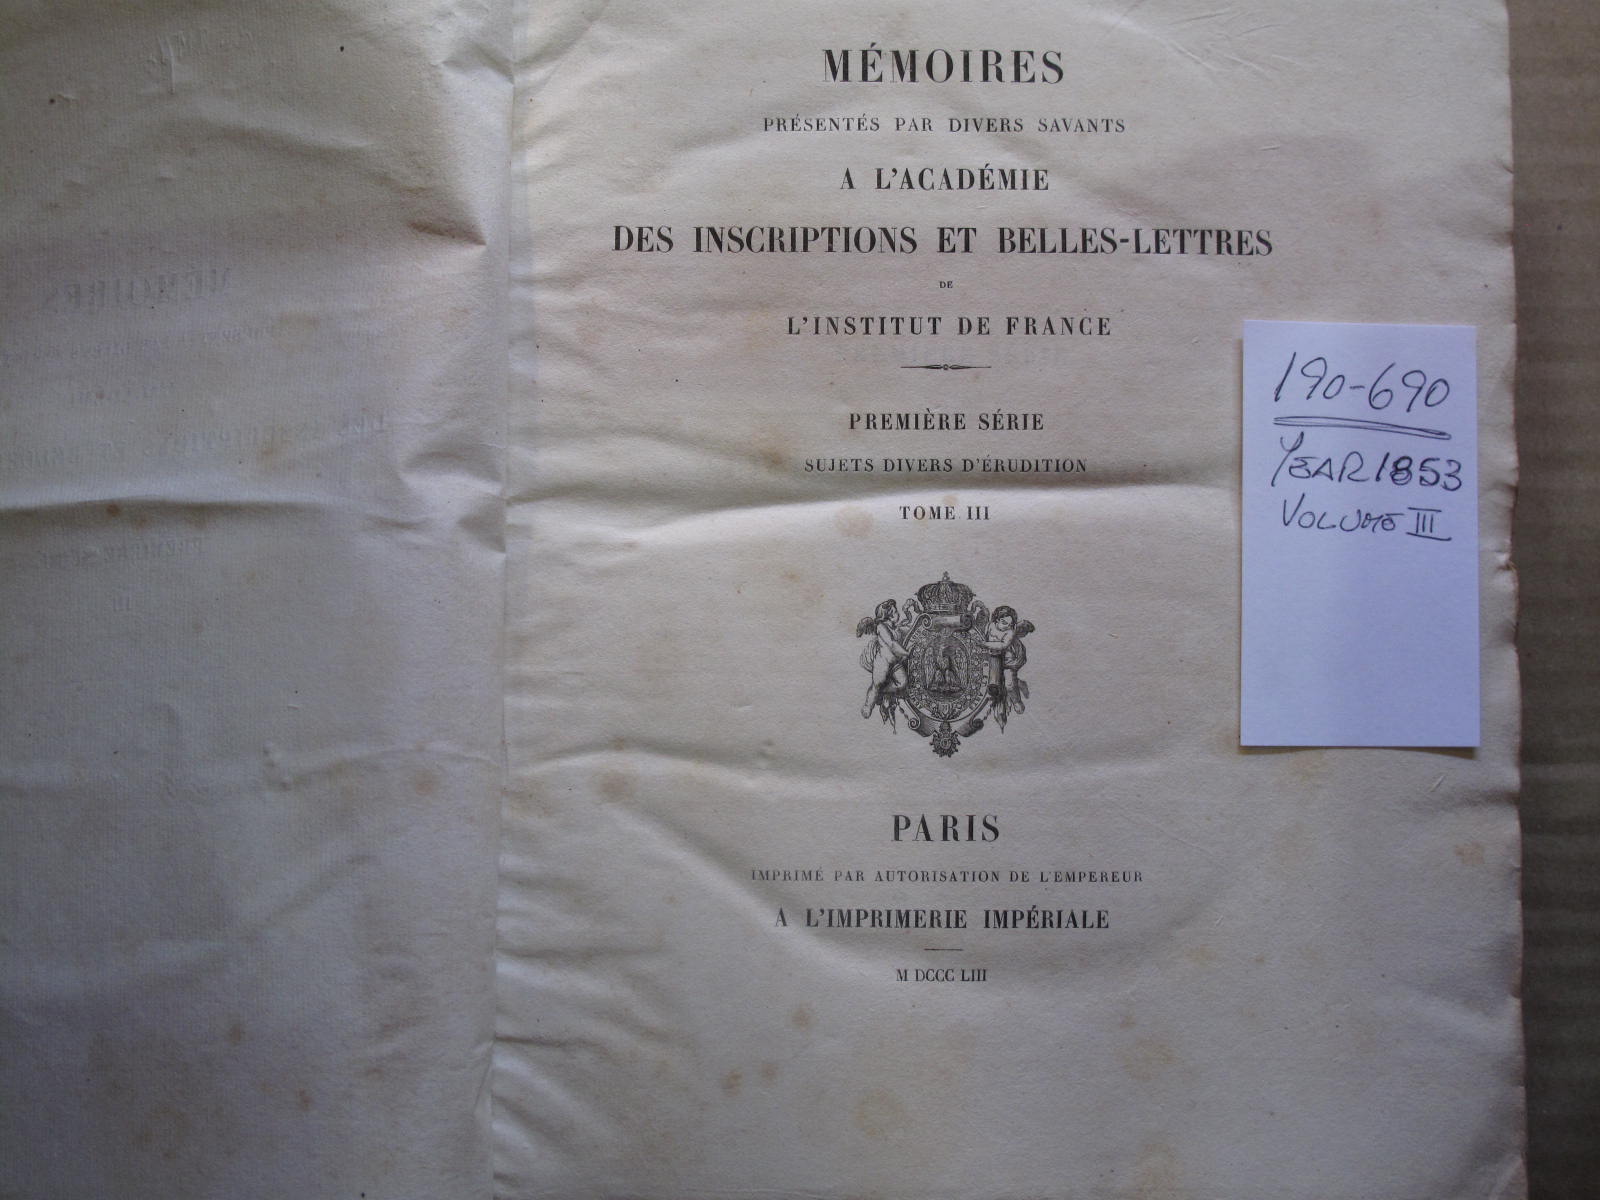 MÉMOIRES
PRÉSENTÉS PAR DIVERS SAVANTS
A L'ACADÉMIE
DES INSCRIPTIONS ET BELLES-LETTRES
DE
L'INSTITUT DE FRANCE
PREMIÈRE SÉRIE
SUJETS DIVERS D'ÉRUDITION
TOME III
PARIS
IMPRIMÉ PAR AUTORISATION DE L'EMPEREUR
A L'IMPRIMERIE IMPÉRIALE
M DCCC LIII
190-690
YEAR 1853
VOLUME III